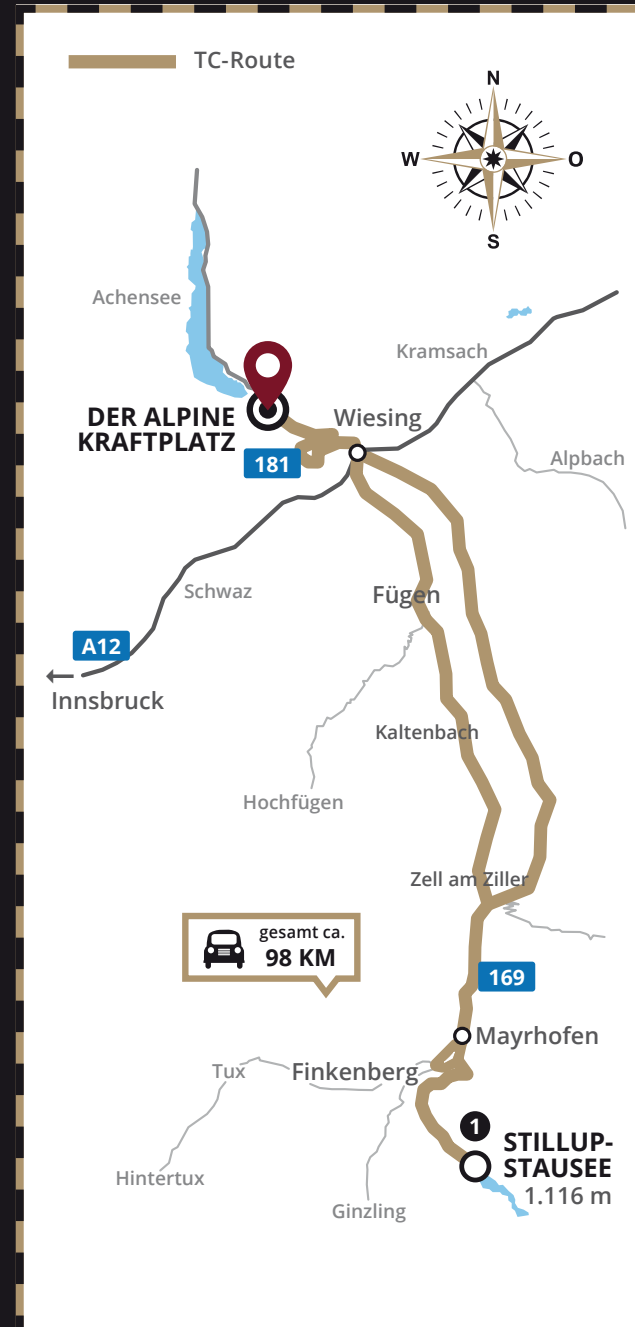 TC-Route
N
W
O
S
Achensee
Kramsach
DER ALPINE
KRAFTPLATZ
Wiesing
181
Alpbach
Schwaz
Fügen
A12
Innsbruck
Kaltenbach
Hochfügen
Zell am Ziller
gesamt ca.
98 KM
169
Mayrhofen
Tux
Finkenberg
1
STILLUP-
STAUSEE
1.116 m
Hintertux
Ginzling